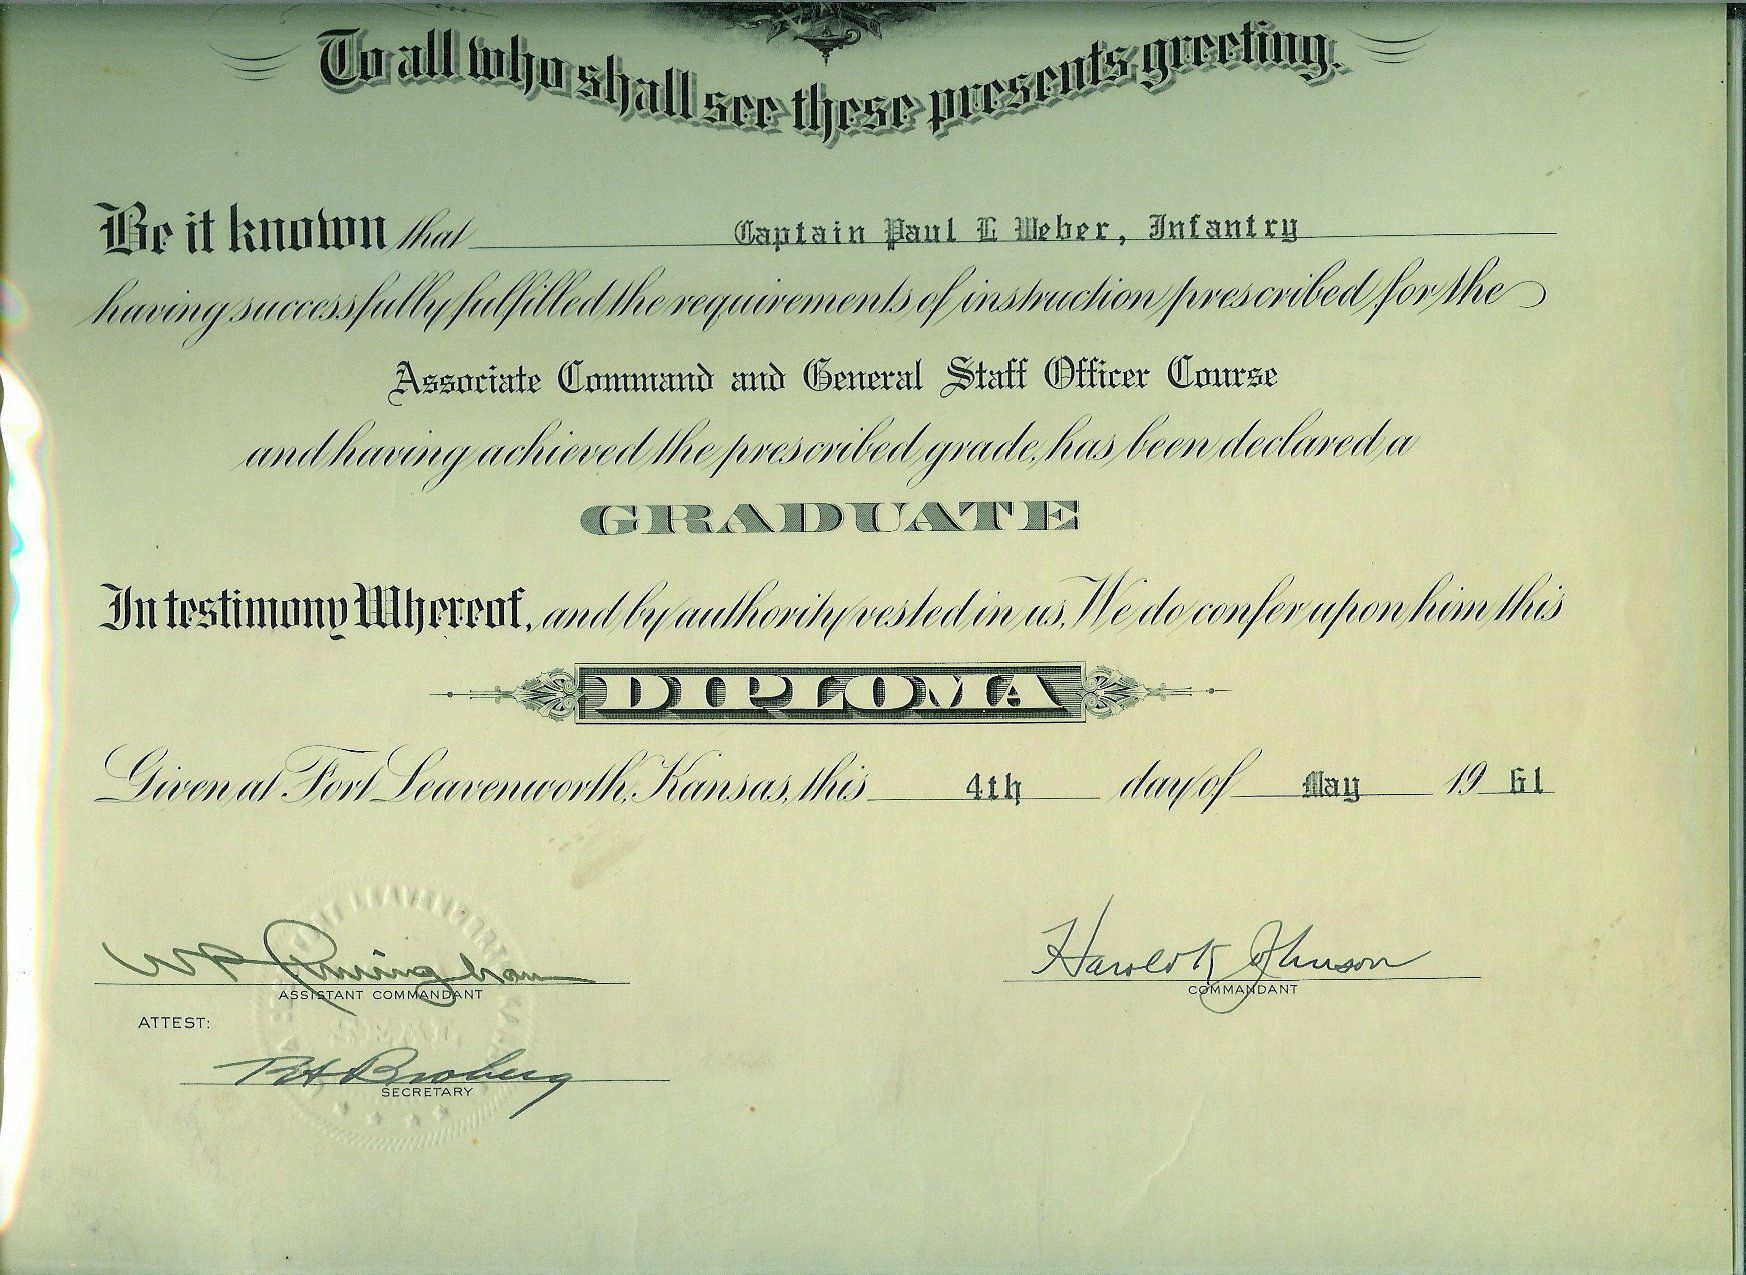 To all who shall see these presents greeting.
Be it known that Captain Paul L Weber, Infantry
having successfully fulfilled the requirements of instruction prescribed for the
Associate Command and General Staff Officer Course
and having achieved the prescribed grade, has been declared a
GRADUATE
In testimony Whereof, and by authority vested in us, We do confer upon him this
DIPLOMA
Given at Fort Leavenworth, Kansas, this 4th day of May 1961
Harold K Johnson
ASSISTANT COMMANDANT
COMMANDANT
ATTEST:
R H Broberg
SECRETARY